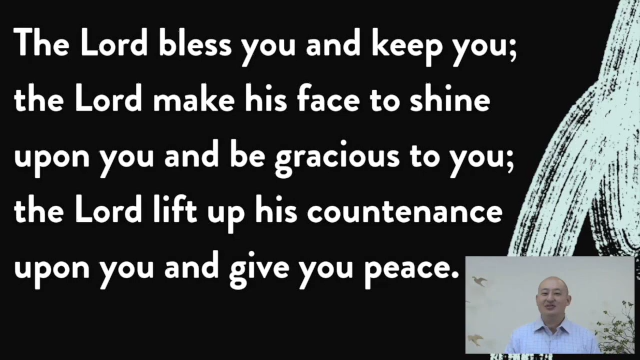 The Lord bless you and keep you;
the Lord make his face to shine
upon you and be gracious to you;
the Lord lift up his countenance
upon you and give you peace.